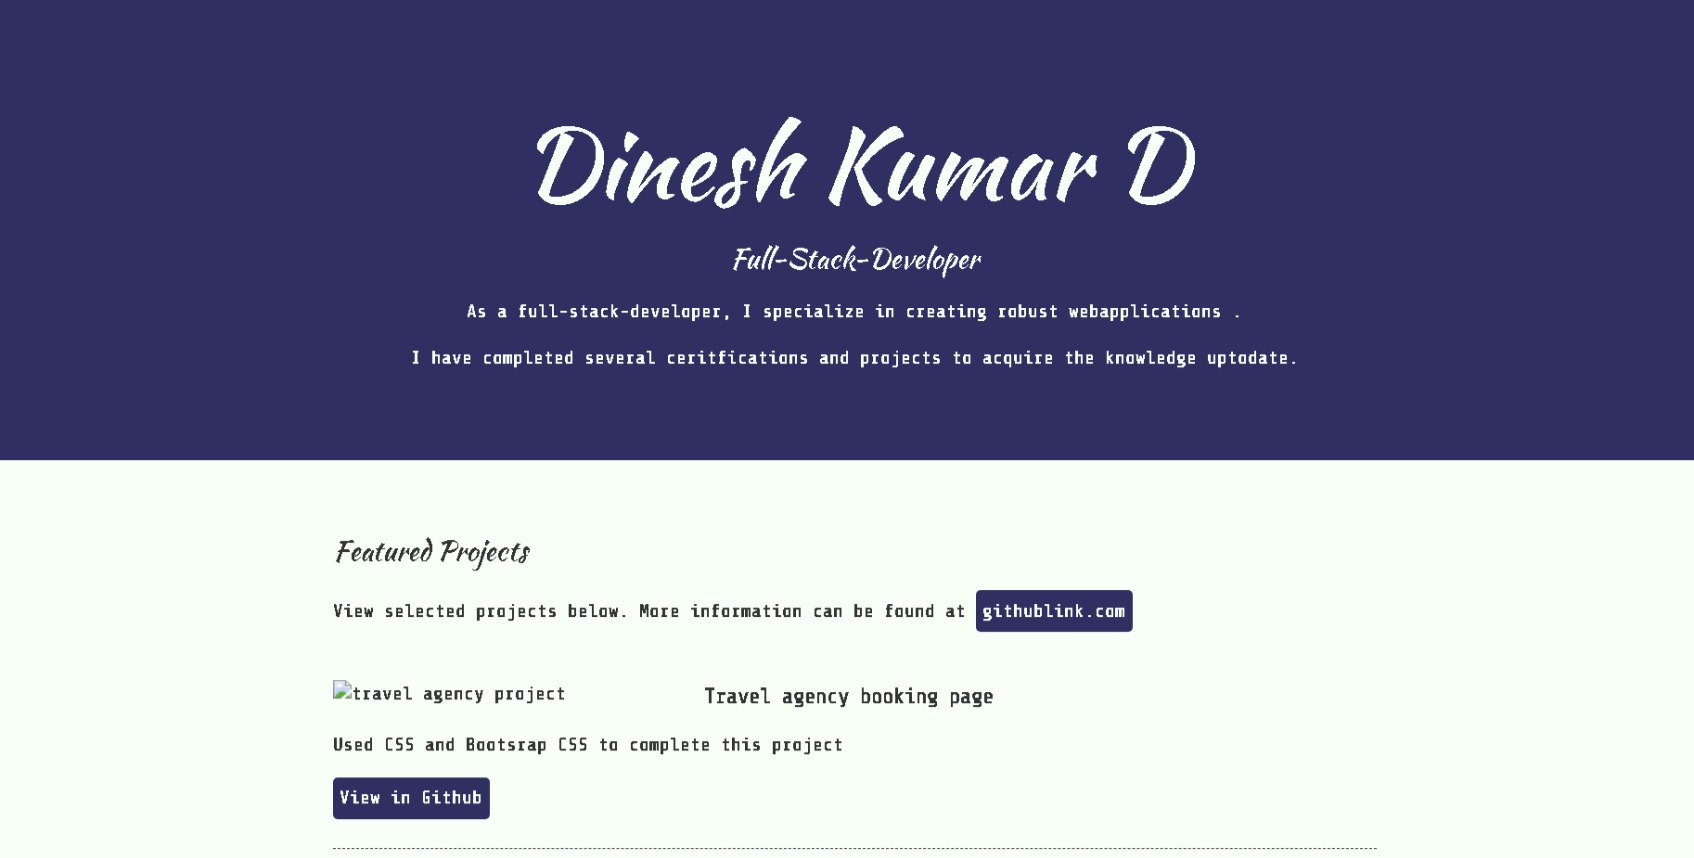 Dinesh Kumar D
Full-Stack-Developer
As a full-stack-developer, I specialize in creating robust webapplications .
I have completed several ceritfications and projects to acquire the knowledge uptodate.
Featured Projects
View selected projects below. More information can be found at githublink.com
travel agency project
Travel agency booking page
Used CSS and Bootsrap CSS to complete this project
View in Github